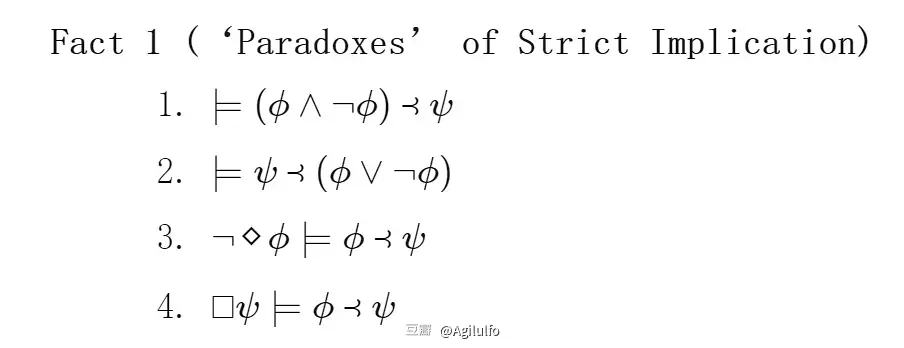 Fact 1 (‘Paradoxes’ of Strict Implication)
1. ⊨ (ϕ ∧ ¬ϕ) ⥽ ψ
2. ⊨ ψ ⥽ (ϕ ∨ ¬ϕ)
3. ¬⋄ϕ ⊨ ϕ ⥽ ψ
4. □ψ ⊨ ϕ ⥽ ψ
豆瓣 @Agilulfo